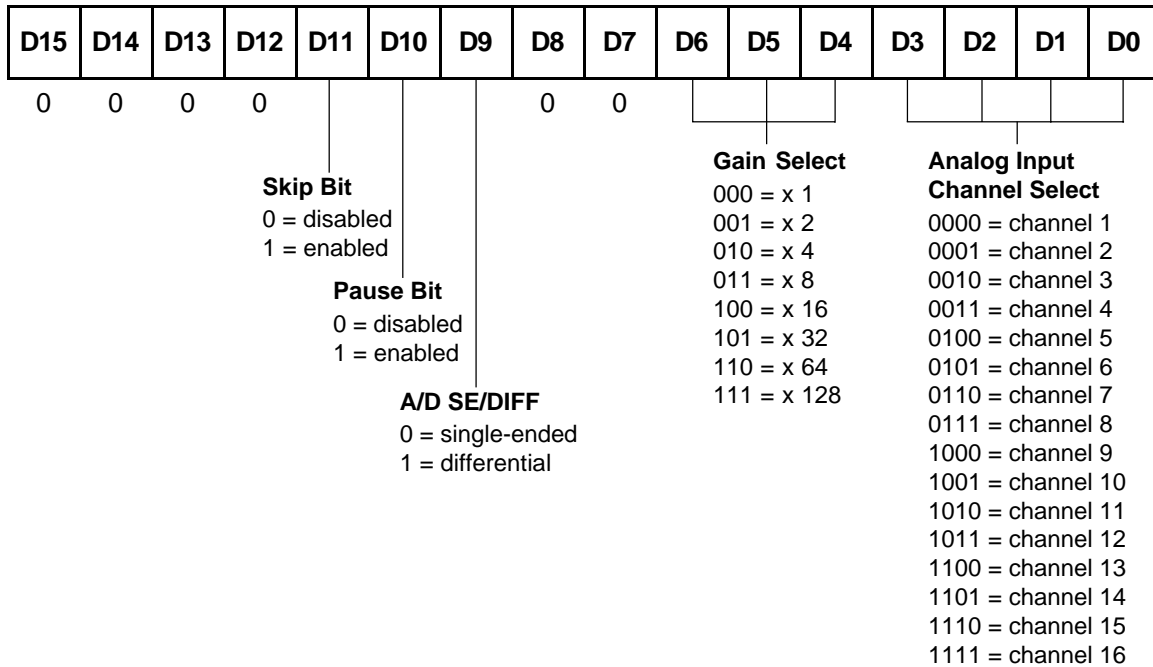 D15 D14 D13 D12 D11 D10 D9 D8 D7 D6 D5 D4 D3 D2 D1 D0
0 0 0 0 0 0
Skip Bit
0 = disabled
1 = enabled
Pause Bit
0 = disabled
1 = enabled
A/D SE/DIFF
0 = single-ended
1 = differential
Gain Select
000 = x 1
001 = x 2
010 = x 4
011 = x 8
100 = x 16
101 = x 32
110 = x 64
111 = x 128
Analog Input
Channel Select
0000 = channel 1
0001 = channel 2
0010 = channel 3
0011 = channel 4
0100 = channel 5
0101 = channel 6
0110 = channel 7
0111 = channel 8
1000 = channel 9
1001 = channel 10
1010 = channel 11
1011 = channel 12
1100 = channel 13
1101 = channel 14
1110 = channel 15
1111 = channel 16